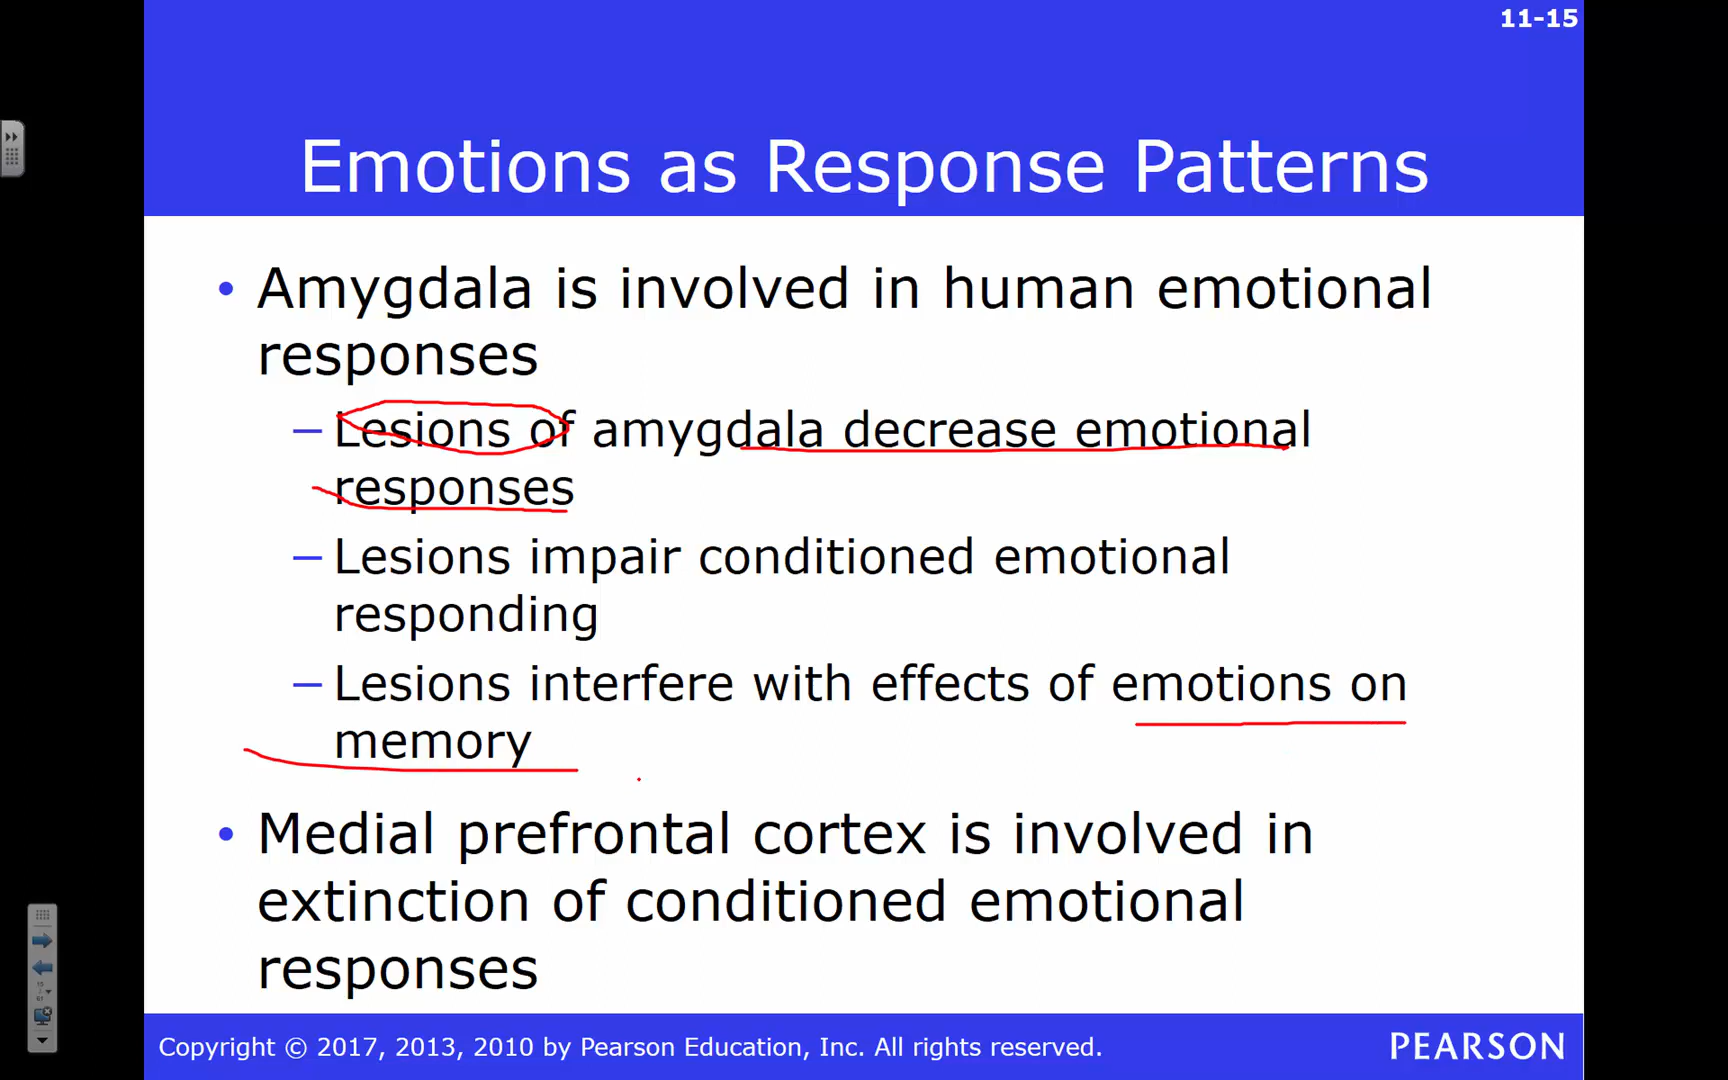 11-15
Emotions as Response Patterns
• Amygdala is involved in human emotional
responses
– Lesions of amygdala decrease emotional
responses
– Lesions impair conditioned emotional
responding
– Lesions interfere with effects of emotions on
memory
• Medial prefrontal cortex is involved in
extinction of conditioned emotional
responses
Copyright © 2017, 2013, 2010 by Pearson Education, Inc. All rights reserved.
PEARSON